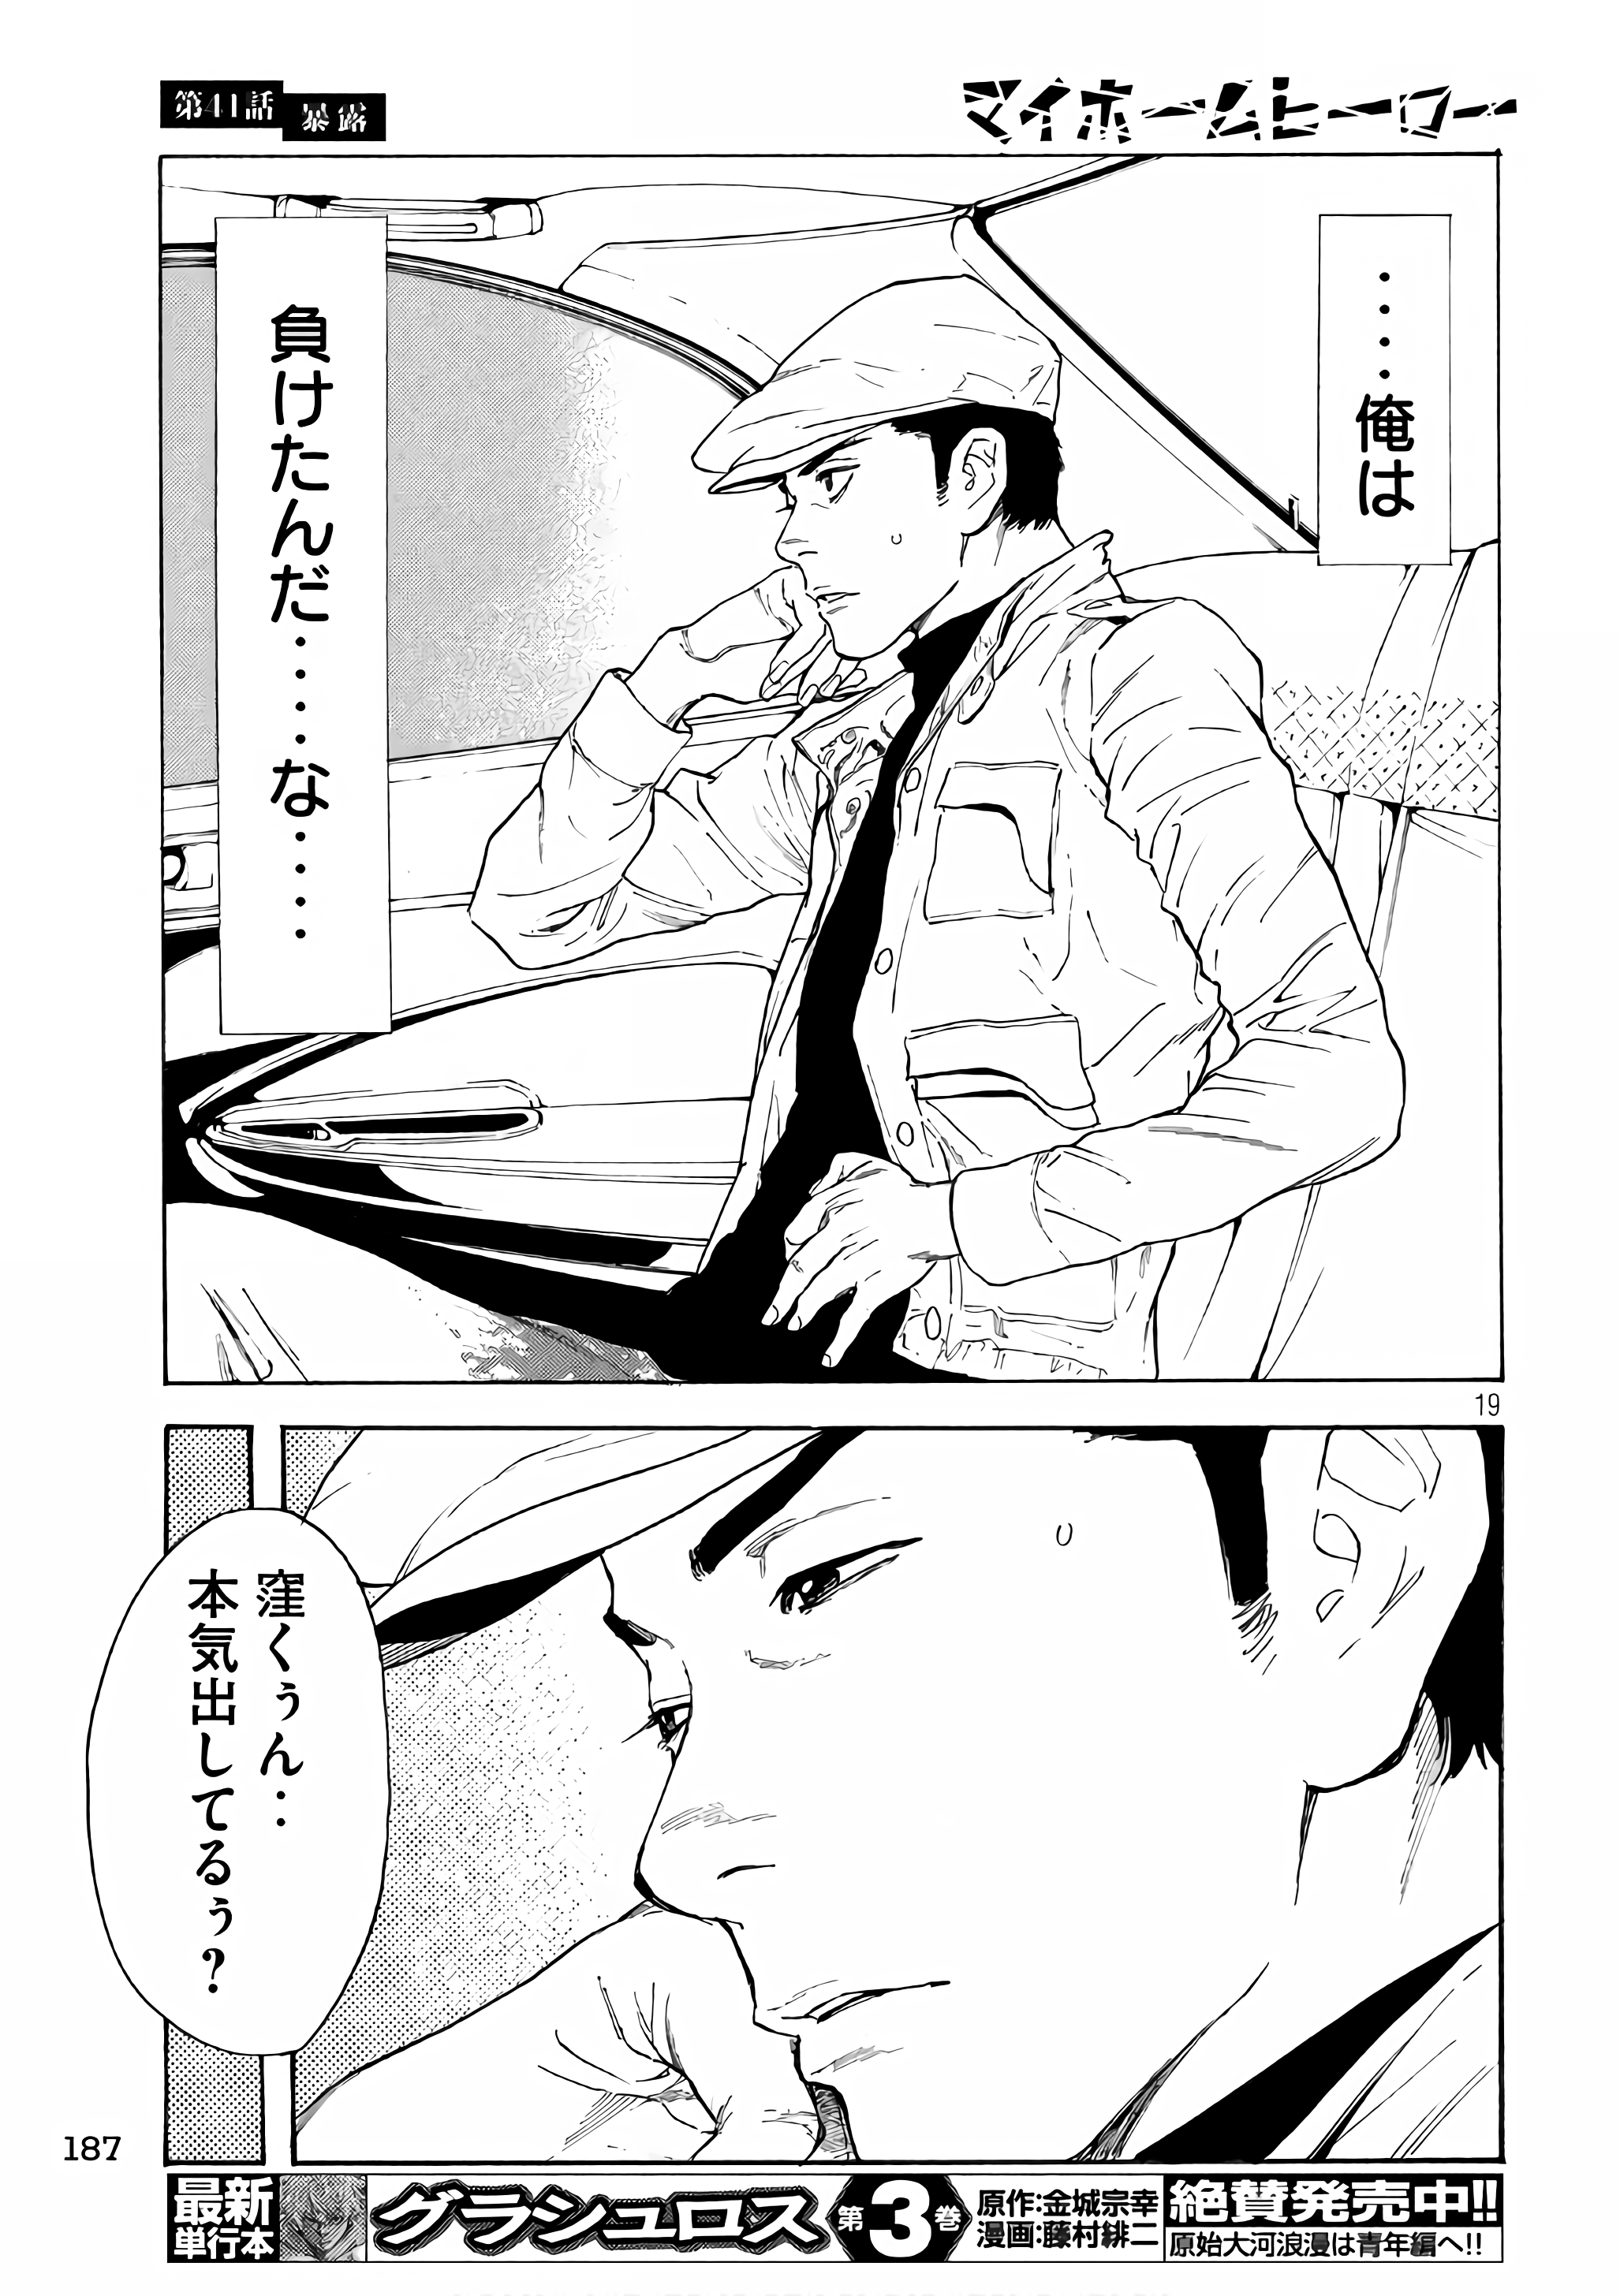 マイホームヒーロー
第41話
暴露
‥‥‥‥俺は
負けたんだ‥‥‥‥な‥‥‥‥
19
窪くぅん‥
本気出してるぅ？
187
最新
単行本
グラシュロス
第3巻
原作：金城宗幸
漫画：藤村緋二
絶賛発売中!!
原始大河浪漫は青年編へ!!